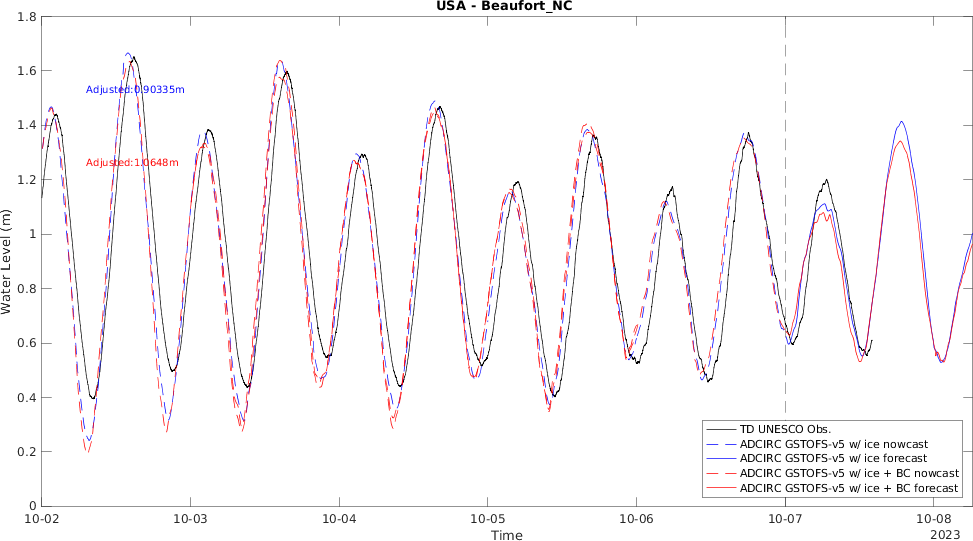 USA - Beaufort_NC
1.8
1.6
1.4
1.2
1
0.8
0.6
0.4
0.2
0
Water Level (m)
Adjusted:0.90335m
Adjusted:1.0648m
TD UNESCO Obs.
ADCIRC GSTOFS-v5 w/ ice nowcast
ADCIRC GSTOFS-v5 w/ ice forecast
ADCIRC GSTOFS-v5 w/ ice + BC nowcast
ADCIRC GSTOFS-v5 w/ ice + BC forecast
10-02 10-03 10-04 10-05 10-06 10-07 10-08
Time
2023